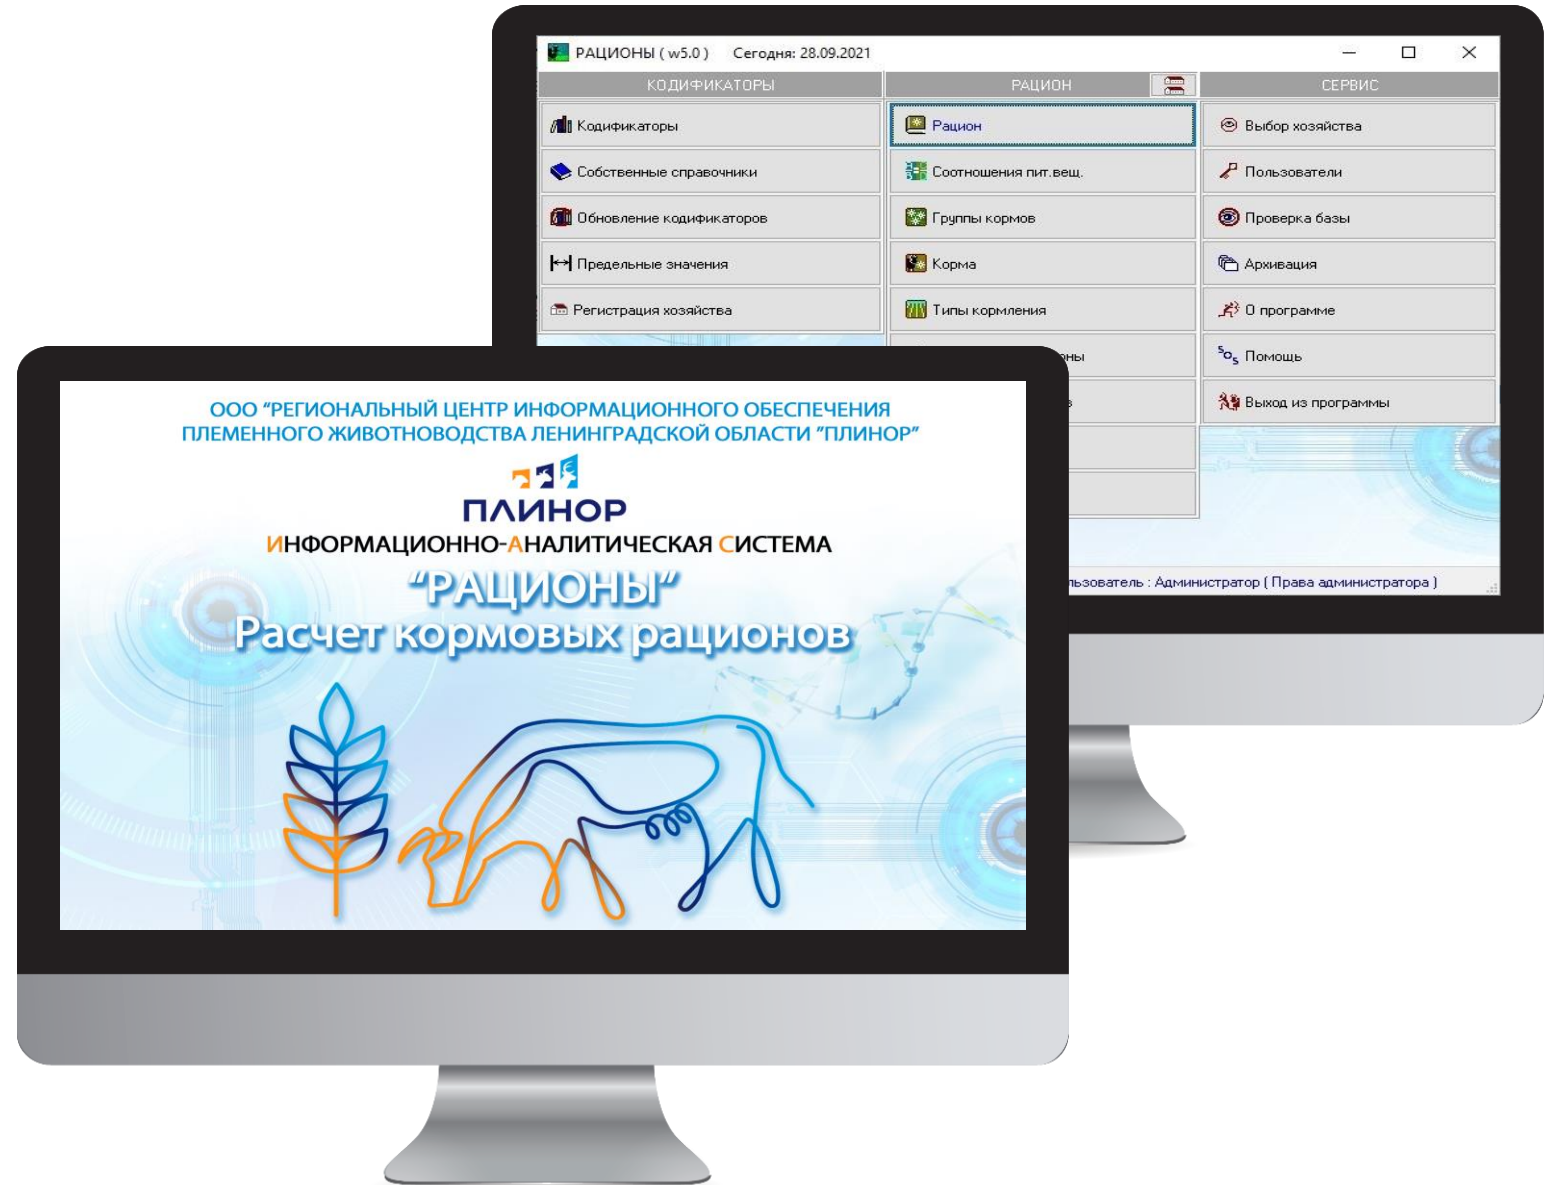 РАЦИОНЫ ( w5.0 ) Сегодня: 28.09.2021
КОДИФИКАТОРЫ
Кодификаторы
Собственные справочники
Обновление кодификаторов
Предельные значения
Регистрация хозяйства
РАЦИОН
Рацион
Соотношения пит.вещ.
Группы кормов
Корма
Типы кормления
СЕРВИС
Выбор хозяйства
Пользователи
Проверка базы
Архивация
О программе
SOS Помощь
Выход из программы
льзователь : Администратор ( Права администратора )
ООО “РЕГИОНАЛЬНЫЙ ЦЕНТР ИНФОРМАЦИОННОГО ОБЕСПЕЧЕНИЯ
ПЛЕМЕННОГО ЖИВОТНОВОДСТВА ЛЕНИНГРАДСКОЙ ОБЛАСТИ “ПЛИНОР”
ПЛИНОР
ИНФОРМАЦИОННО-АНАЛИТИЧЕСКАЯ СИСТЕМА
“РАЦИОНЫ”
Расчет кормовых рационов